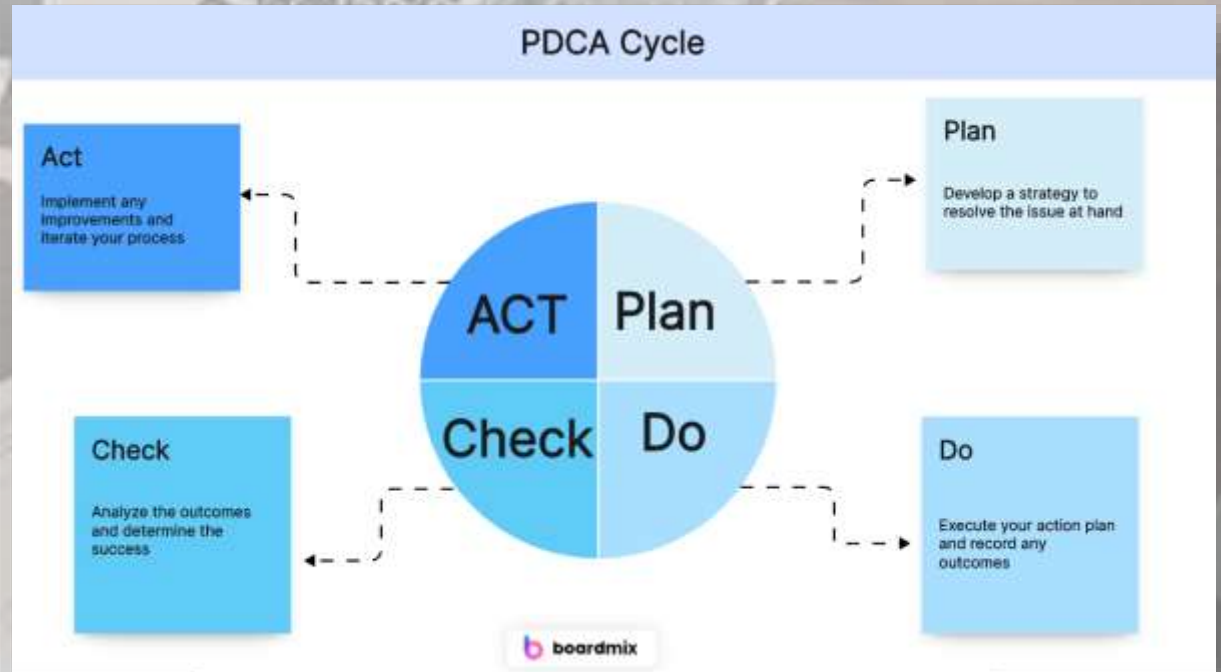 PDCA Cycle
Act
Implement any
improvements and
iterate your process
Plan
Develop a strategy to
resolve the issue at hand
ACT
Plan
Check
Do
Check
Analyze the outcomes
and determine the
success
Do
Execute your action plan
and record any
outcomes
boardmix